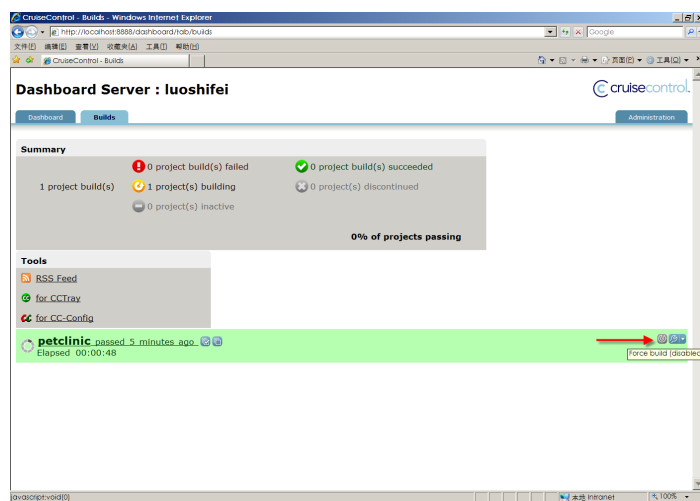 CruiseControl - Builds - Windows Internet Explorer
http://localhost:8888/dashboard/tab/builds
Google
文件(F) 编辑(E) 查看(V) 收藏夹(A) 工具(T) 帮助(H)
CruiseControl - Builds
页面(P) 工具(O)
Dashboard Server : luoshifei
cruisecontrol
Dashboard Builds Administration
Summary
0 project build(s) failed 0 project build(s) succeeded
1 project build(s) 1 project(s) building 0 project(s) discontinued
0 project(s) inactive
0% of projects passing
Tools
RSS Feed
for CCTray
for CC-Config
petclinic passed 5 minutes ago
Elapsed 00:00:48
Force build (disabled
javascript:void(0) 本地 Intranet 100%